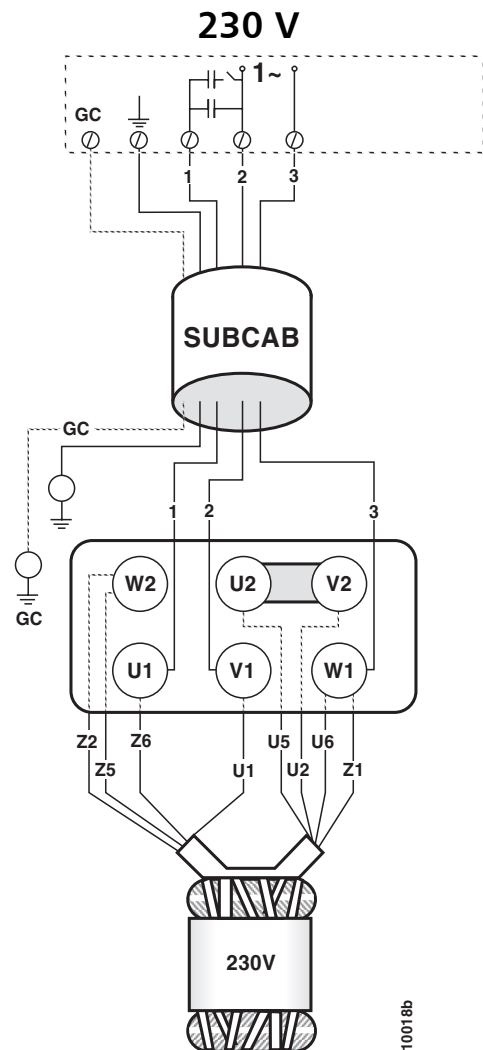 230 V
1~
GC
1 2 3
SUBCAB
GC
1 2 3
W2 U2 V2
GC
U1 V1 W1
Z2 Z6 U5 U6
Z5 U1 U2 Z1
230V
10018b